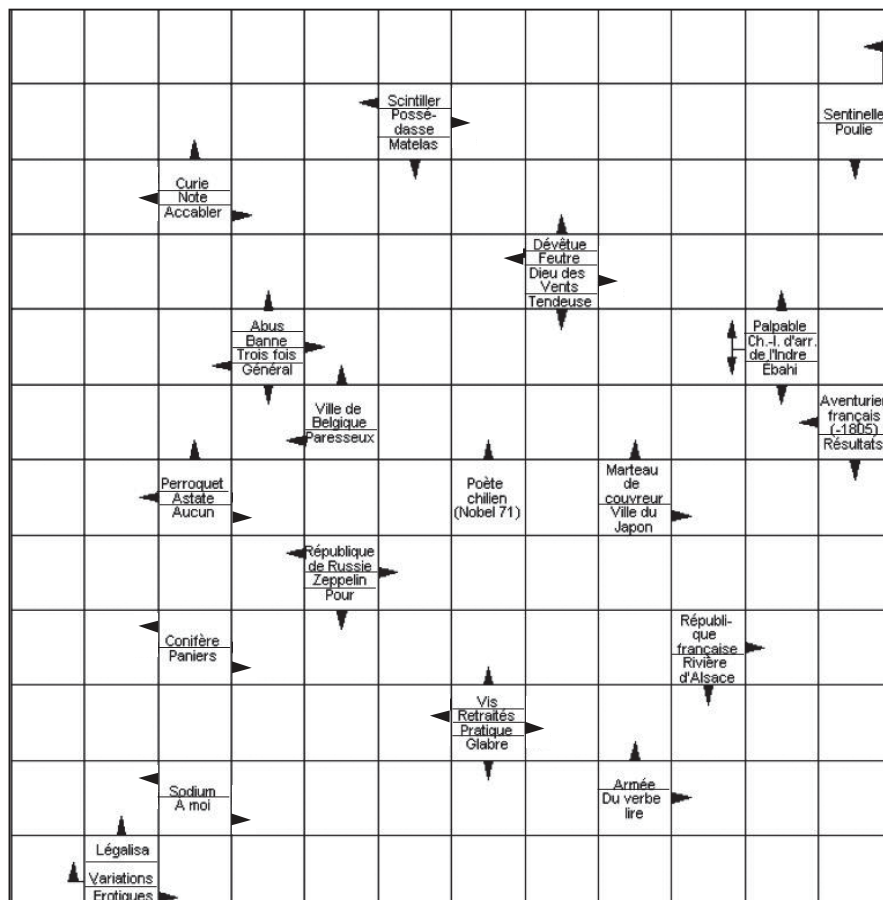 Scintiller
Possé-
dasse
Matelas
Sentinelle
Poulie
Curie
Note
Accabler
Dévêtue
Feutre
Dieu des
Vents
Tendeuse
Abus
Banne
Trois fois
Général
Palpable
Ch.-l. d'arr.
de l'Indre
Ebahi
Ville de
Belgique
Paresseux
Aventurier
français
(-1805)
Résultats
Perroquet
Astate
Aucun
Poète
chilien
(Nobel 71)
Marteau
de
couvreur
Ville du
Japon
République
de Russie
Zeppelin
Pour
Conifère
Paniers
Républi-
que
française
Rivière
d'Alsace
Vis
Retraités
Pratique
Glabre
Sodium
A moi
Armée
Du verbe
lire
Légalisa
Variations
Erotiques